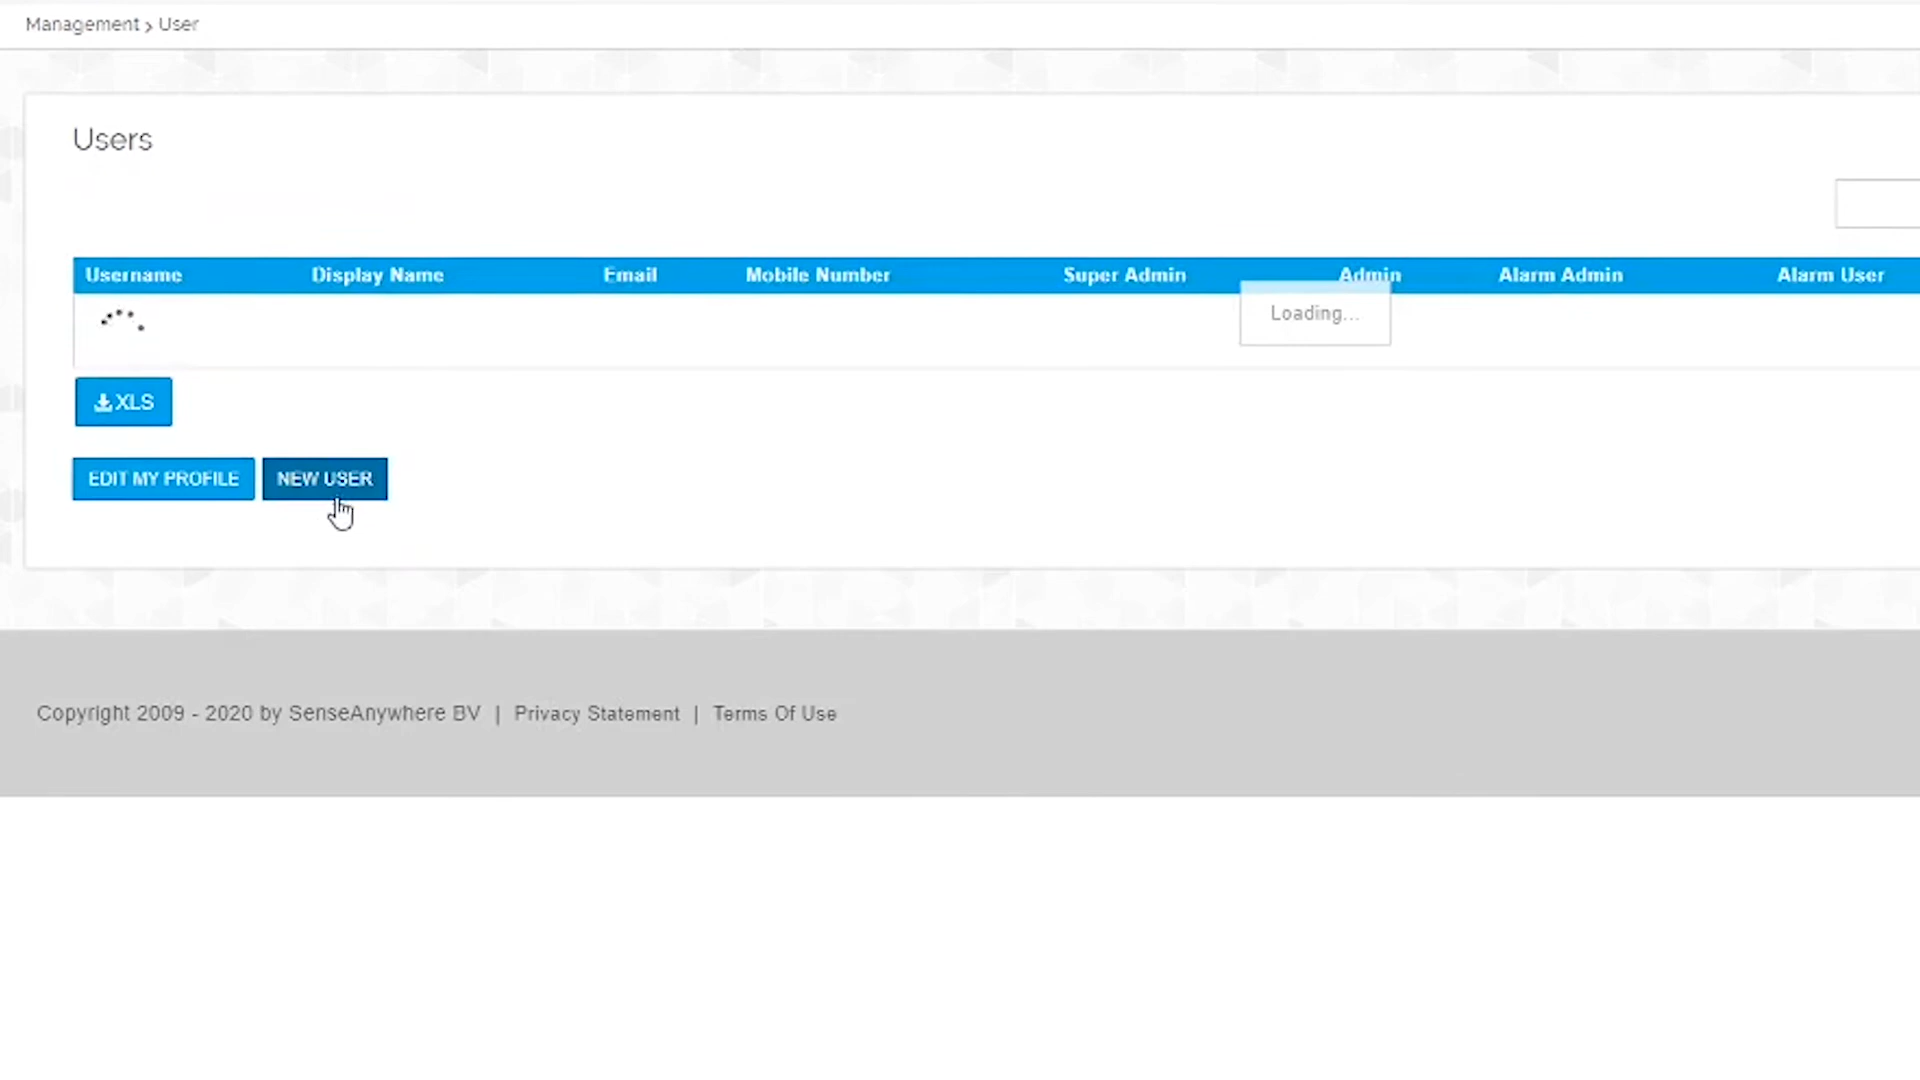 Management > User
Users
Username Display Name Email Mobile Number Super Admin Admin Alarm Admin Alarm User
Loading...
XLS
EDIT MY PROFILE NEW USER
Copyright 2009 - 2020 by SenseAnywhere BV | Privacy Statement | Terms Of Use